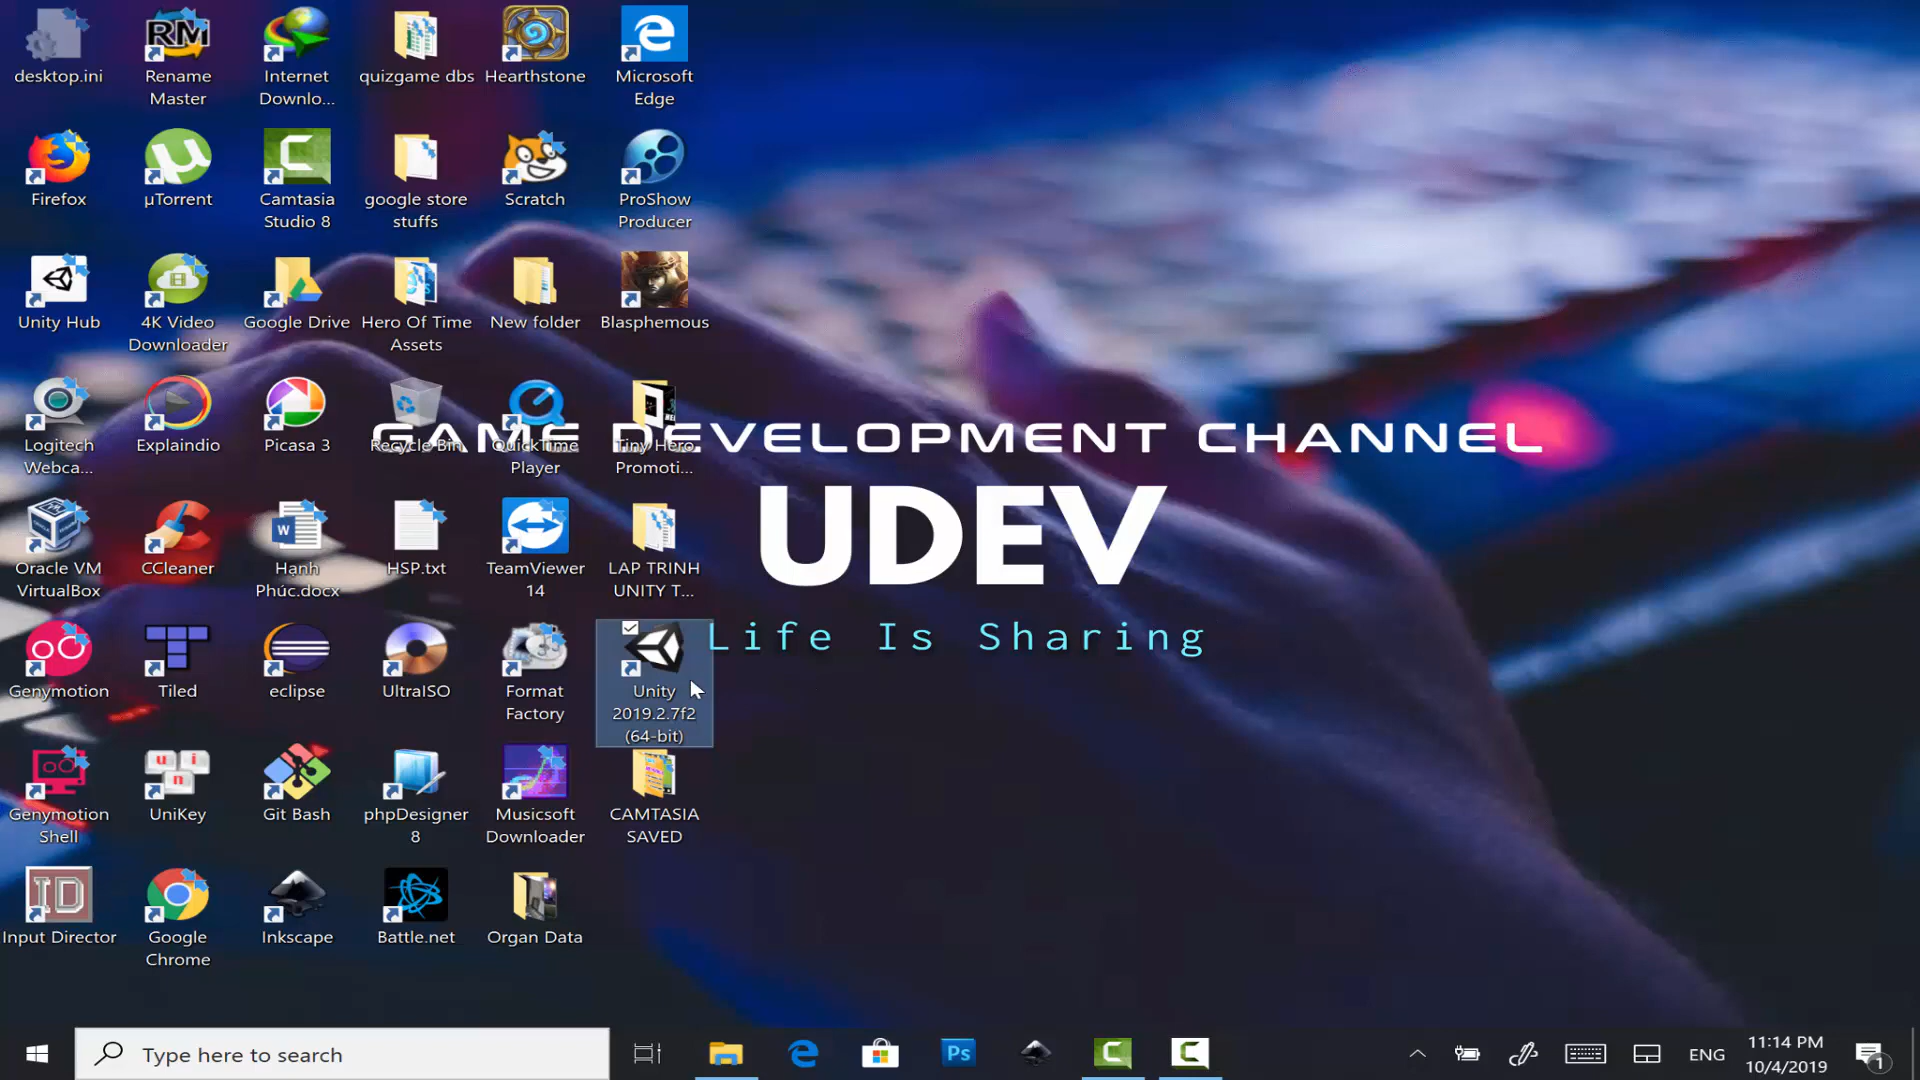 desktop.ini
Rename
Master
Internet
Downlo...
quizgame dbs
Hearthstone
Microsoft
Edge
Firefox
µTorrent
Camtasia
Studio 8
google store
stuffs
Scratch
ProShow
Producer
Unity Hub
4K Video
Downloader
Google Drive
Hero Of Time
Assets
New folder
Blasphemous
Logitech
Webca...
Explaindio
Picasa 3
Recycle Bin
QuickTime
Player
Tiny Hero
Promoti...
GAME DEVELOPMENT CHANNEL
UDEV
Life Is Sharing
Oracle VM
VirtualBox
CCleaner
Hạnh
Phúc.docx
HSP.txt
TeamViewer
14
LAP TRINH
UNITY T...
Genymotion
Tiled
eclipse
UltraISO
Format
Factory
Unity
2019.2.7f2
(64-bit)
Genymotion
Shell
UniKey
Git Bash
phpDesigner
8
Musicsoft
Downloader
CAMTASIA
SAVED
Input Director
Google
Chrome
Inkscape
Battle.net
Organ Data
RM
W
u n i
ID
Type here to search
Ps
ENG
11:14 PM
10/4/2019
1